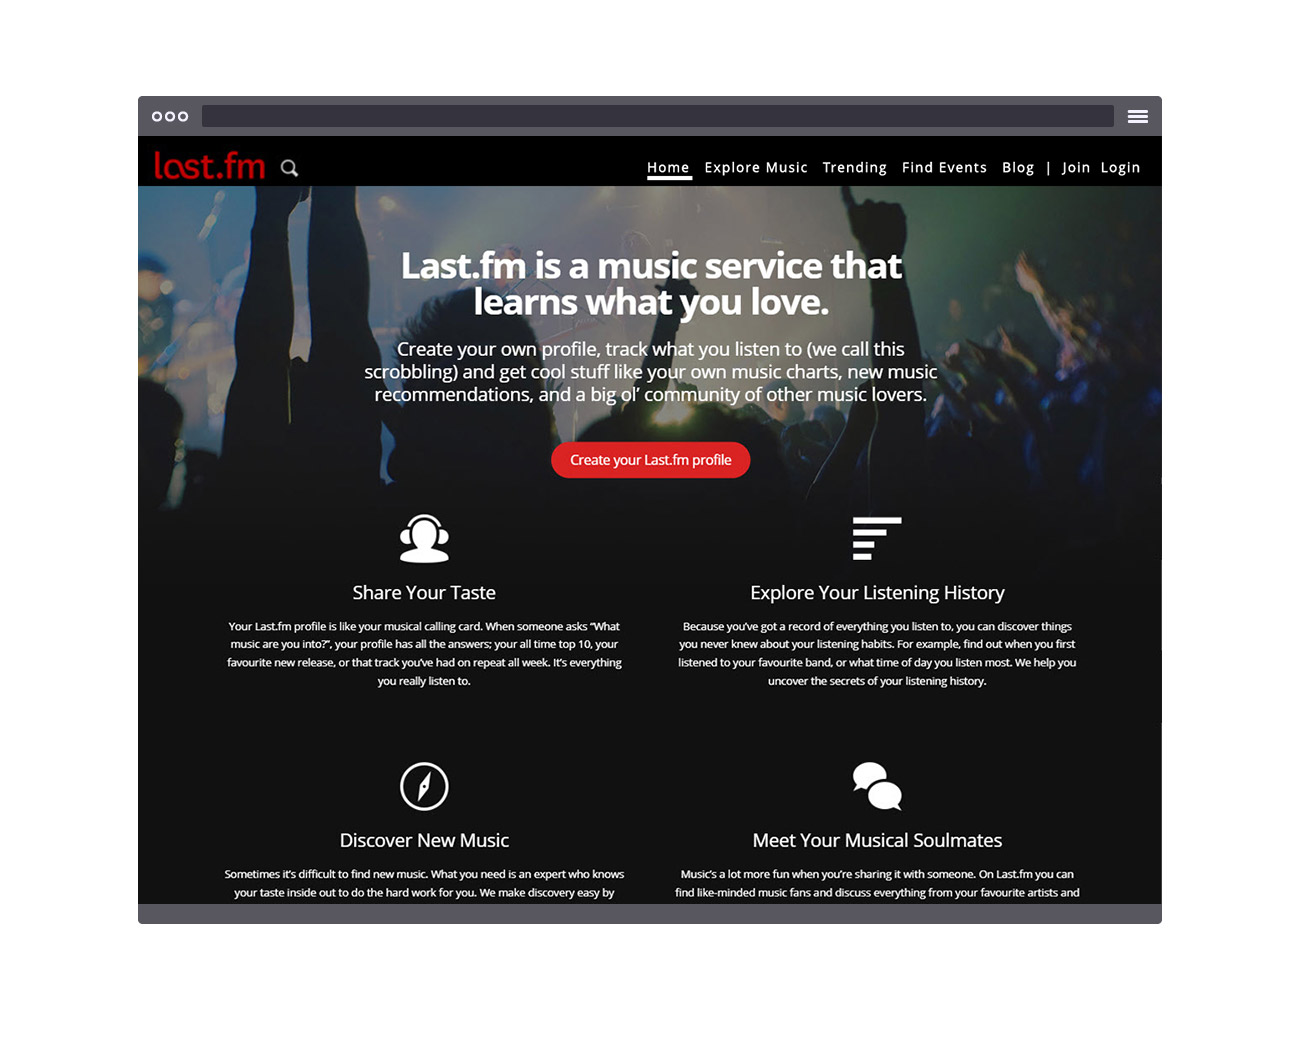 last.fm
Home Explore Music Trending Find Events Blog | Join Login
Last.fm is a music service that
learns what you love.
Create your own profile, track what you listen to (we call this
scrobbling) and get cool stuff like your own music charts, new music
recommendations, and a big ol’ community of other music lovers.
Create your Last.fm profile
Share Your Taste
Your Last.fm profile is like your musical calling card. When someone asks “What
music are you into?”, your profile has all the answers; your all time top 10, your
favourite new release, or that track you’ve had on repeat all week. It’s everything
you really listen to.
Explore Your Listening History
Because you’ve got a record of everything you listen to, you can discover things
you never knew about your listening habits. For example, find out when you first
listened to your favourite band, or what time of day you listen most. We help you
uncover the secrets of your listening history.
Discover New Music
Sometimes it’s difficult to find new music. What you need is an expert who knows
your taste inside out to do the hard work for you. We make discovery easy by
Meet Your Musical Soulmates
Music’s a lot more fun when you’re sharing it with someone. On Last.fm you can
find like-minded music fans and discuss everything from your favourite artists and